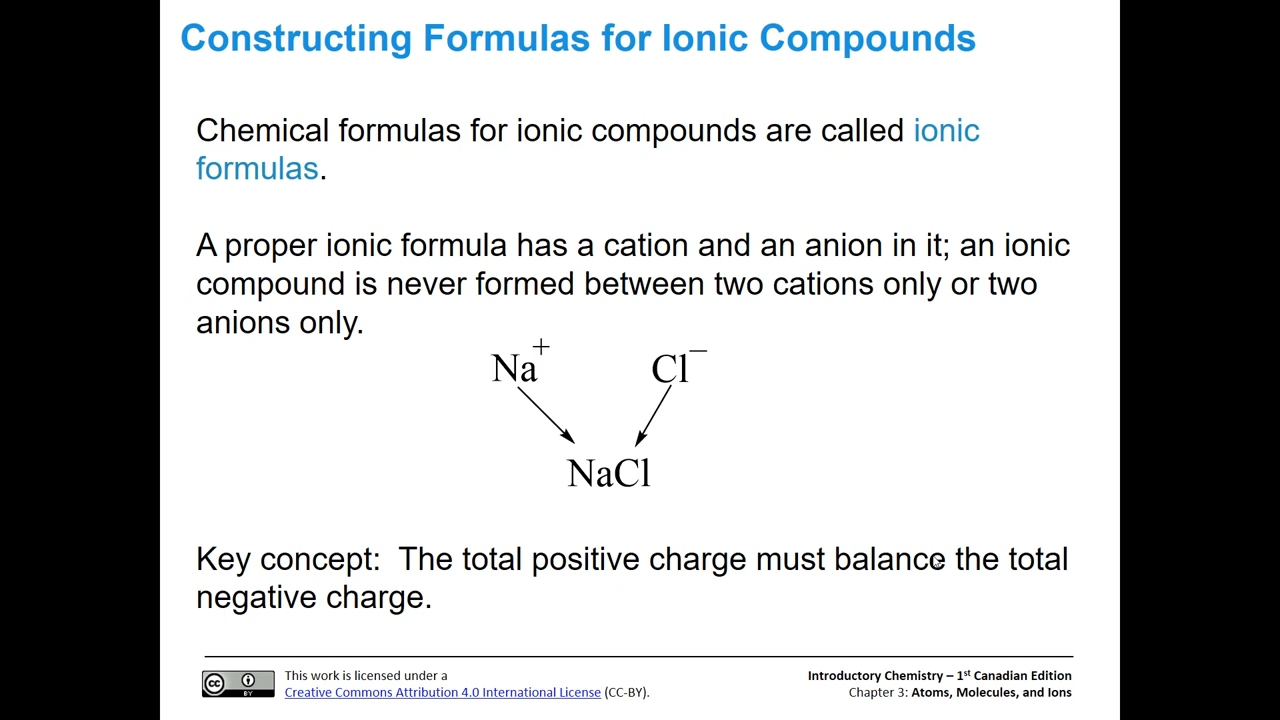 Constructing Formulas for Ionic Compounds
Chemical formulas for ionic compounds are called ionic
formulas.
A proper ionic formula has a cation and an anion in it; an ionic
compound is never formed between two cations only or two
anions only.
Na⁺ Cl⁻
NaCl
Key concept: The total positive charge must balance the total
negative charge.
cc BY
This work is licensed under a
Creative Commons Attribution 4.0 International License (CC-BY).
Introductory Chemistry – 1ˢᵗ Canadian Edition
Chapter 3: Atoms, Molecules, and Ions